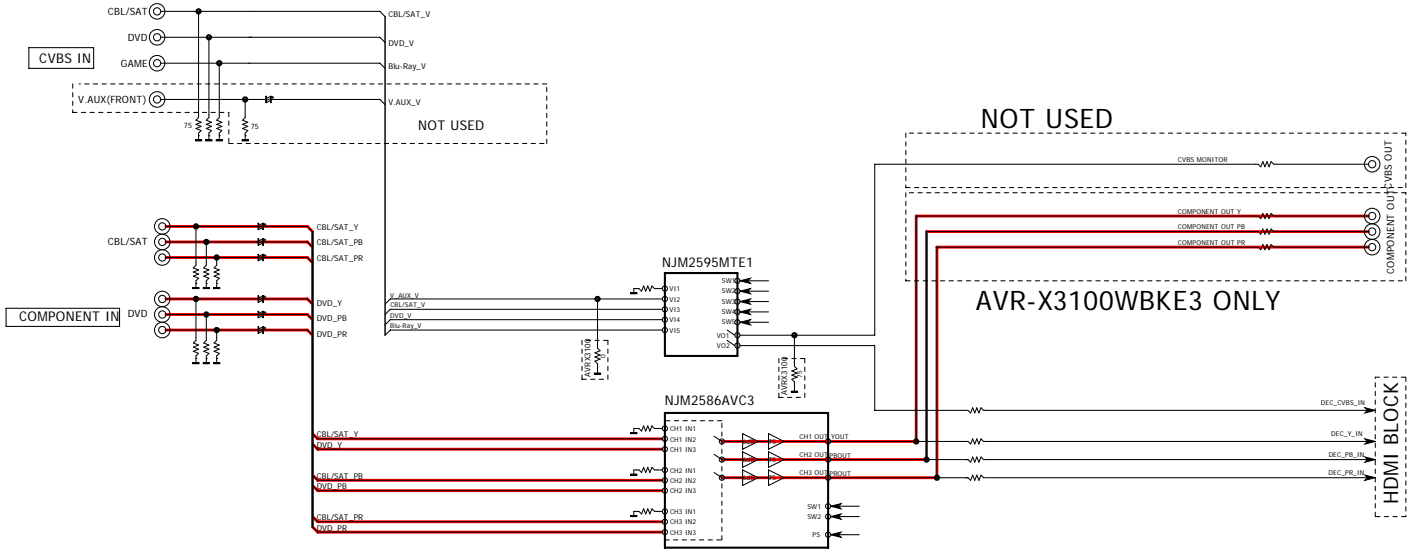 CBL/SAT
CBL/SAT_V
DVD
DVD_V
CVBS IN
GAME
Blu-Ray_V
V.AUX(FRONT)
V.AUX_V
75
75
NOT USED
NOT USED
CVBS MONITOR
CVBS OUT
COMPONENT OUT Y
COMPONENT OUT PB
COMPONENT OUT PR
COMPONENT OUT
AVR-X3100WBKE3 ONLY
CBL/SAT
CBL/SAT_Y
CBL/SAT_PB
CBL/SAT_PR
COMPONENT IN
DVD
DVD_Y
DVD_PB
DVD_PR
NJM2595MTE1
V_AUX_V
CBL/SAT_V
DVD_V
Blu-Ray_V
VI1
VI2
VI3
VI4
VI5
SW1
SW2
SW3
SW4
SW5
VO1
VO2
AVRX3100
0
AVRX3100
75
NJM2586AVC3
CBL/SAT_Y
DVD_Y
CBL/SAT_PB
DVD_PB
CBL/SAT_PR
DVD_PR
CH1 IN1
CH1 IN2
CH1 IN3
CH2 IN1
CH2 IN2
CH2 IN3
CH3 IN1
CH3 IN2
CH3 IN3
CH1 OUT
YOUT
CH2 OUT
PBOUT
CH3 OUT
PROUT
SW1
SW2
PS
DEC_CVBS_IN
DEC_Y_IN
DEC_PB_IN
DEC_PR_IN
HDMI BLOCK